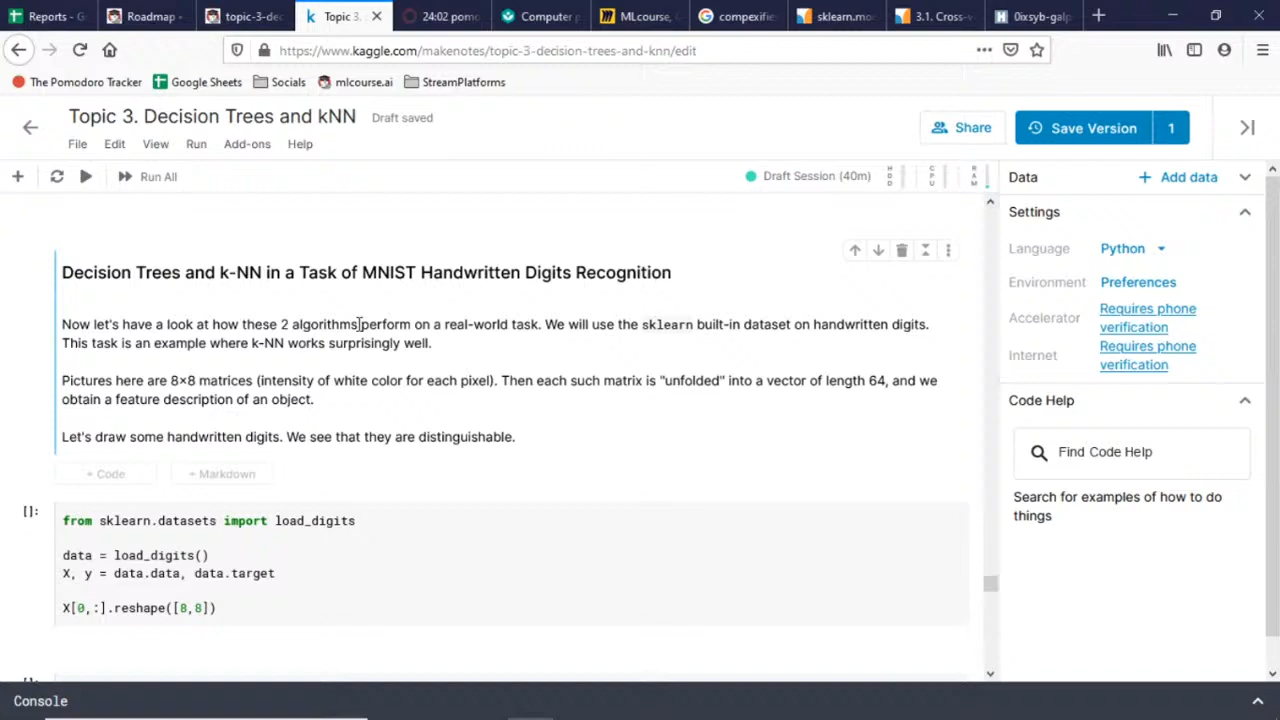 Reports - G
Roadmap -
topic-3-dec
Topic 3.
24:02 pomo
Computer p
MLcourse,
compexifie
sklearn.mo
3.1. Cross-v
0ixsyb-galp
https://www.kaggle.com/makenotes/topic-3-decision-trees-and-knn/edit
The Pomodoro Tracker
Google Sheets
Socials
mlcourse.ai
StreamPlatforms
Topic 3. Decision Trees and kNN
Draft saved
Share
Save Version
1
File
Edit
View
Run
Add-ons
Help
Run All
Draft Session (40m)
HDD
CPU
RAM
Data
Add data
Settings
Language
Python
Environment
Preferences
Accelerator
Requires phone
verification
Internet
Requires phone
verification
Code Help
Find Code Help
Search for examples of how to do
things
Decision Trees and k-NN in a Task of MNIST Handwritten Digits Recognition
Now let's have a look at how these 2 algorithms perform on a real-world task. We will use the sklearn built-in dataset on handwritten digits.
This task is an example where k-NN works surprisingly well.
Pictures here are 8×8 matrices (intensity of white color for each pixel). Then each such matrix is "unfolded" into a vector of length 64, and we
obtain a feature description of an object.
Let's draw some handwritten digits. We see that they are distinguishable.
+ Code
+ Markdown
[]:
from sklearn.datasets import load_digits
data = load_digits()
X, y = data.data, data.target
X[0,:].reshape([8,8])
Console